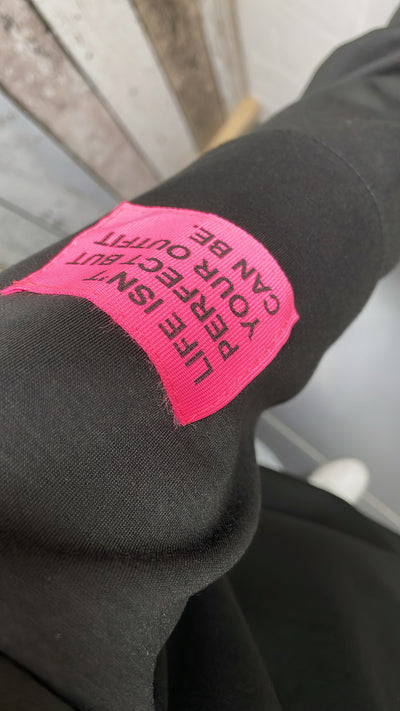 LIFE ISN'T
PERFECT BUT
YOUR OUTFIT
CAN BE.